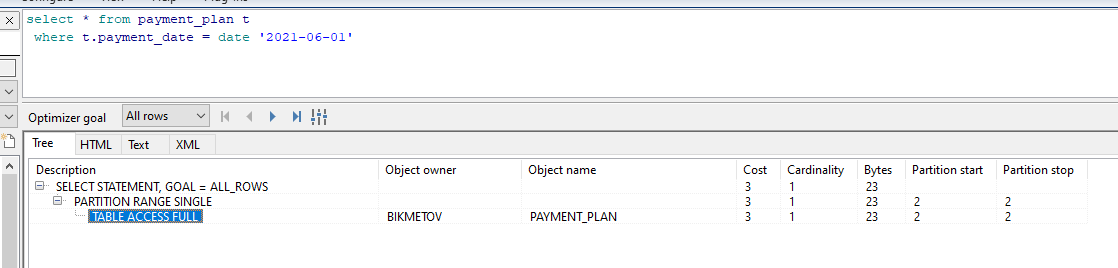 select * from payment_plan t
where t.payment_date = date '2021-06-01'
Optimizer goal All rows
Tree HTML Text XML
Description Object owner Object name Cost Cardinality Bytes Partition start Partition stop
SELECT STATEMENT, GOAL = ALL_ROWS 3 1 23
PARTITION RANGE SINGLE 3 1 23 2 2
TABLE ACCESS FULL BIKMETOV PAYMENT_PLAN 3 1 23 2 2